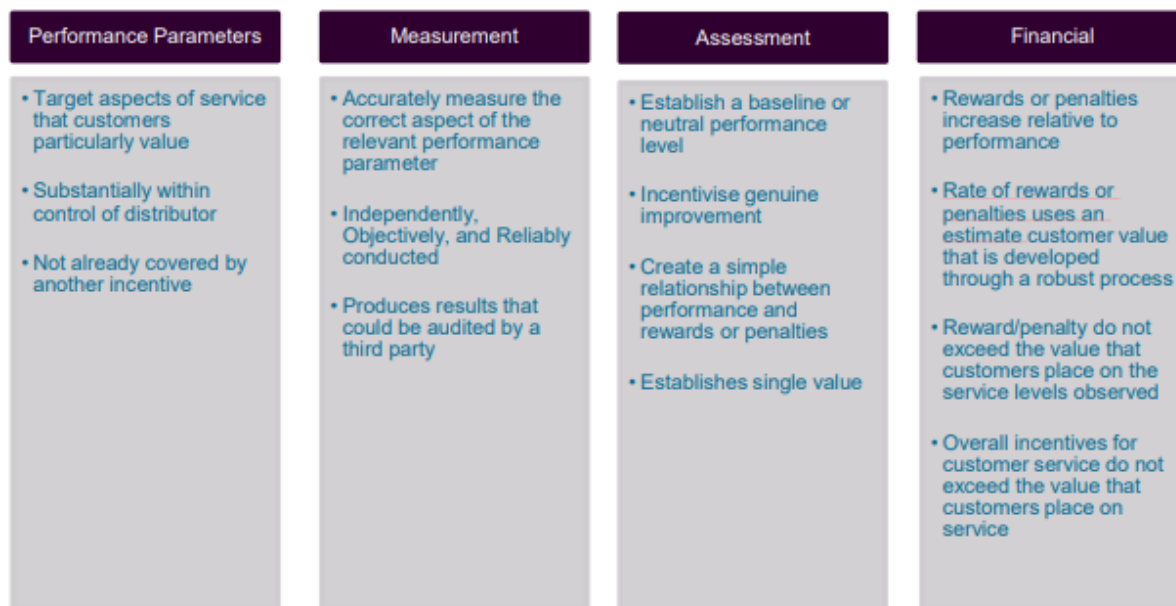 Performance Parameters
• Target aspects of service
that customers
particularly value
• Substantially within
control of distributor
• Not already covered by
another incentive
Measurement
• Accurately measure the
correct aspect of the
relevant performance
parameter
• Independently,
Objectively, and Reliably
conducted
• Produces results that
could be audited by a
third party
Assessment
• Establish a baseline or
neutral performance
level
• Incentivise genuine
improvement
• Create a simple
relationship between
performance and
rewards or penalties
• Establishes single value
Financial
• Rewards or penalties
increase relative to
performance
• Rate of rewards or
penalties uses an
estimate customer value
that is developed
through a robust process
• Reward/penalty do not
exceed the value that
customers place on the
service levels observed
• Overall incentives for
customer service do not
exceed the value that
customers place on
service